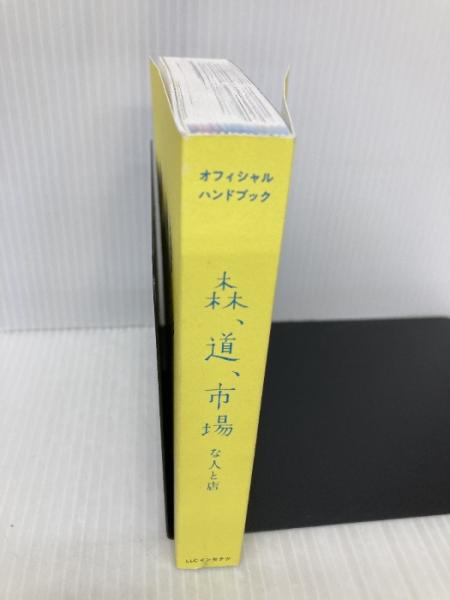 オフィシャル
ハンドブック
森、道、市場
な人と店
LLCインセクツ